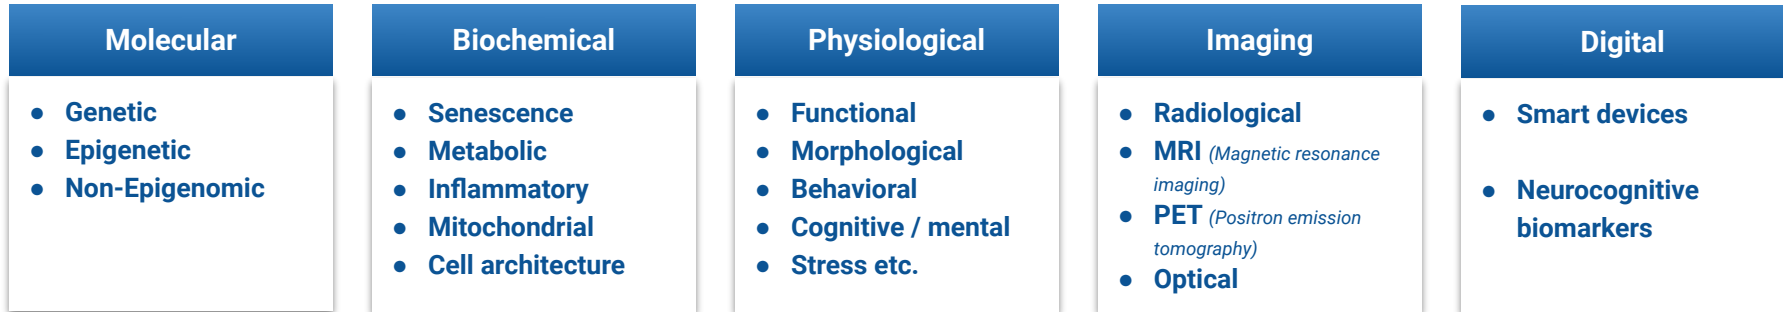 Molecular
● Genetic
● Epigenetic
● Non-Epigenomic
Biochemical
● Senescence
● Metabolic
● Inflammatory
● Mitochondrial
● Cell architecture
Physiological
● Functional
● Morphological
● Behavioral
● Cognitive / mental
● Stress etc.
Imaging
● Radiological
● MRI (Magnetic resonance
imaging)
● PET (Positron emission
tomography)
● Optical
Digital
● Smart devices
● Neurocognitive
biomarkers